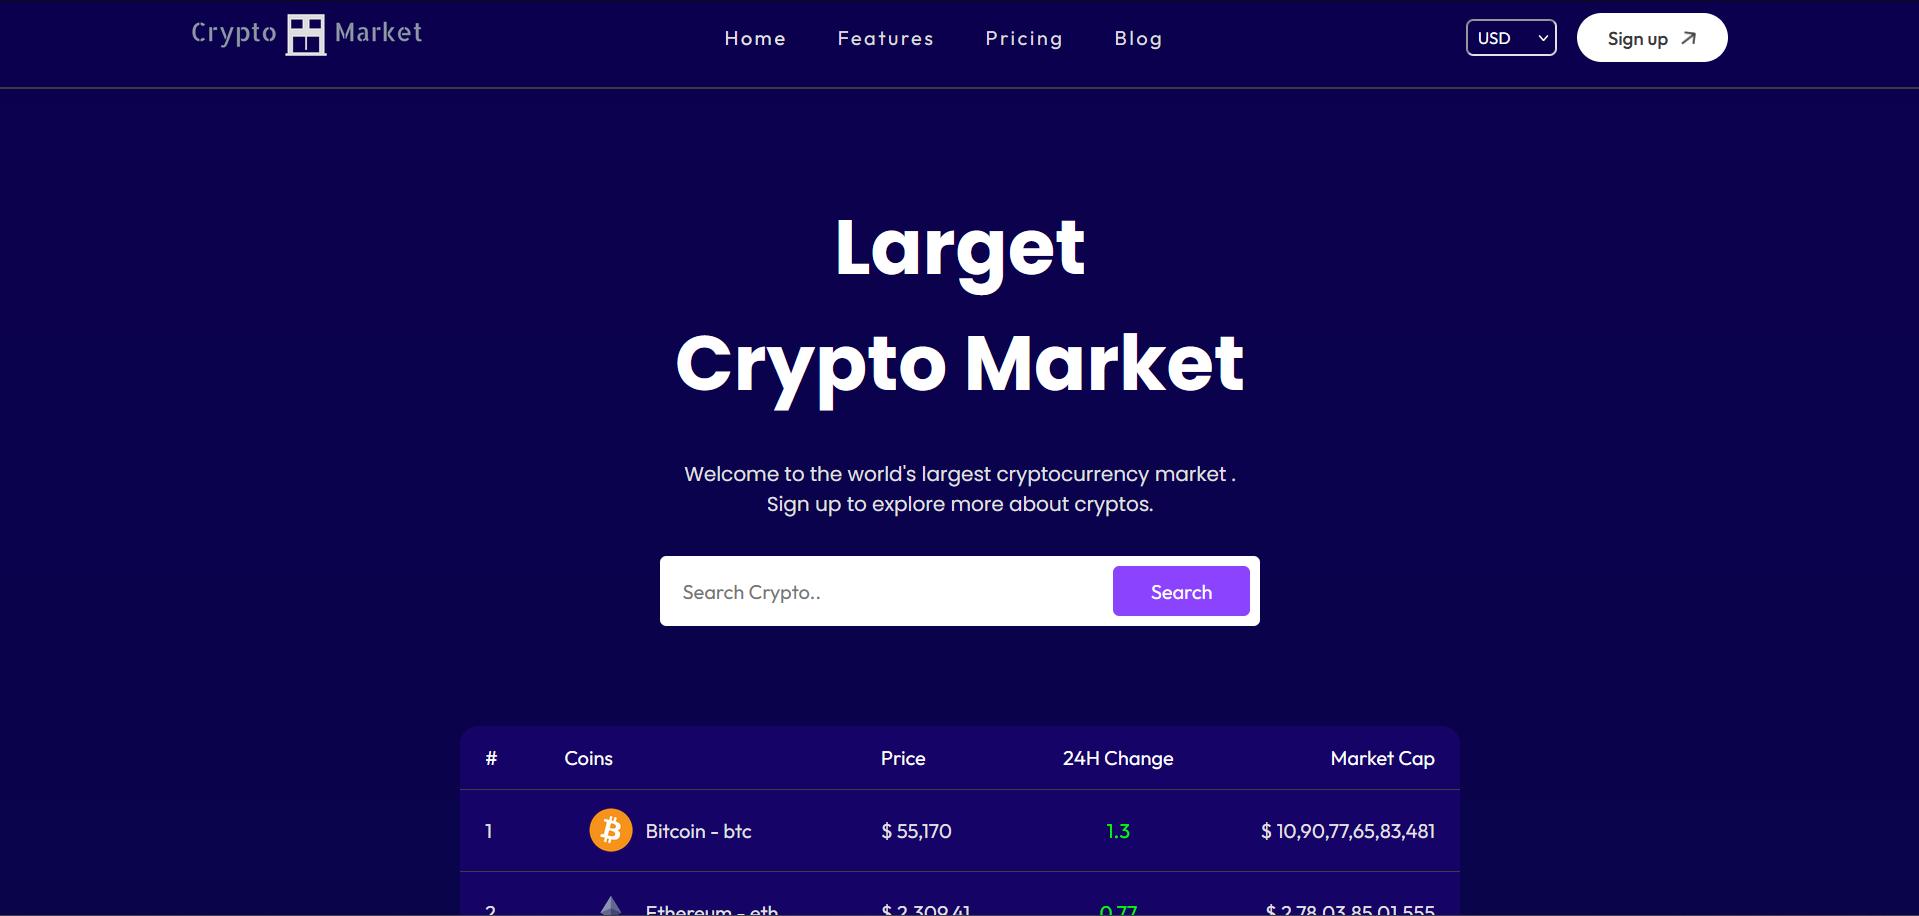 Crypto Market
Home Features Pricing Blog
USD
Sign up
Larget
Crypto Market
Welcome to the world's largest cryptocurrency market .
Sign up to explore more about cryptos.
Search Crypto.. Search
# Coins Price 24H Change Market Cap
1 Bitcoin - btc $ 55,170 1.3 $ 10,90,77,65,83,481
2 Ethereum - eth $ 2,309.41 0.77 $ 2,78,03,85,01,555